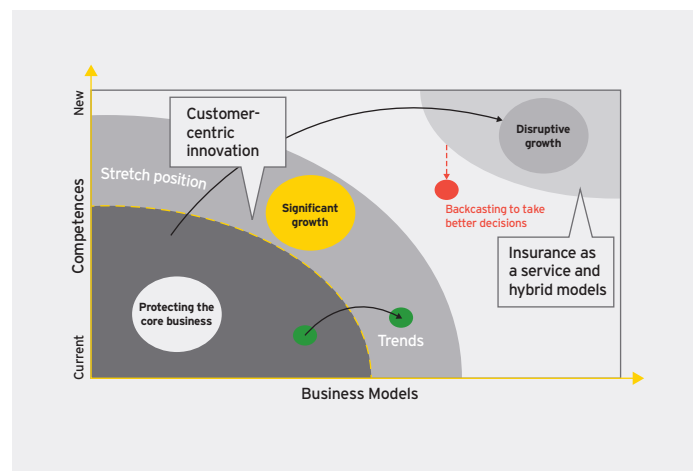 New
Customer-
centric
innovation
Disruptive
growth
Stretch position
Significant
growth
Backcasting to take
better decisions
Competences
Insurance as
a service and
hybrid models
Protecting the
core business
Trends
Current
Business Models